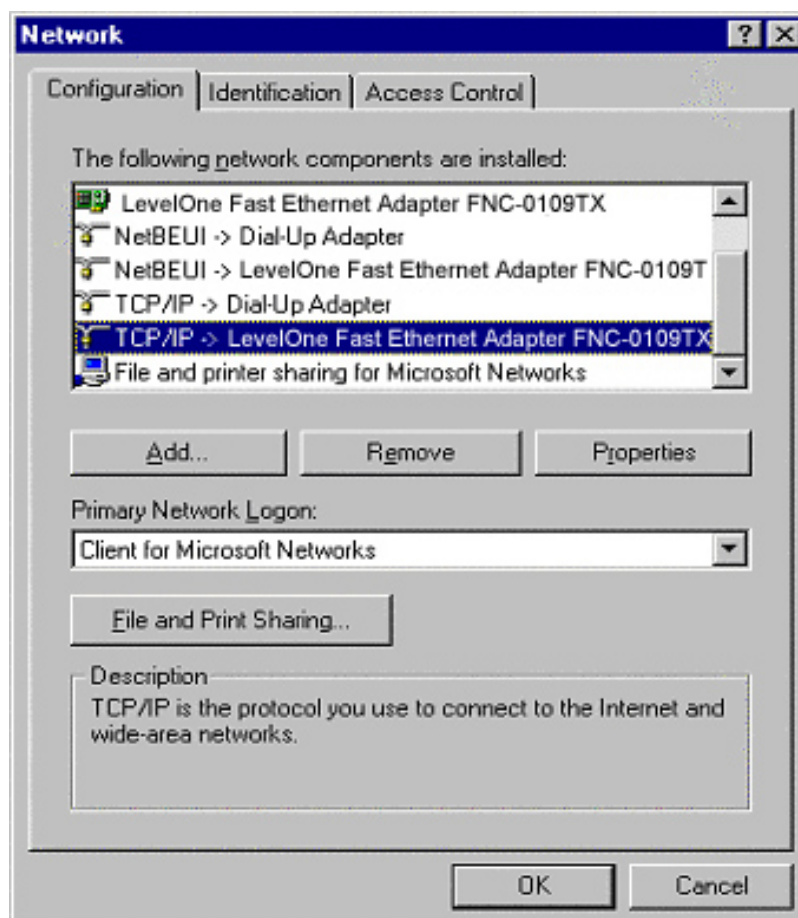 Network
Configuration Identification Access Control
The following network components are installed:
LevelOne Fast Ethernet Adapter FNC-0109TX
NetBEUI -> Dial-Up Adapter
NetBEUI -> LevelOne Fast Ethernet Adapter FNC-0109T
TCP/IP -> Dial-Up Adapter
TCP/IP -> LevelOne Fast Ethernet Adapter FNC-0109TX
File and printer sharing for Microsoft Networks
Add... Remove Properties
Primary Network Logon:
Client for Microsoft Networks
File and Print Sharing...
Description
TCP/IP is the protocol you use to connect to the Internet and
wide-area networks.
OK Cancel